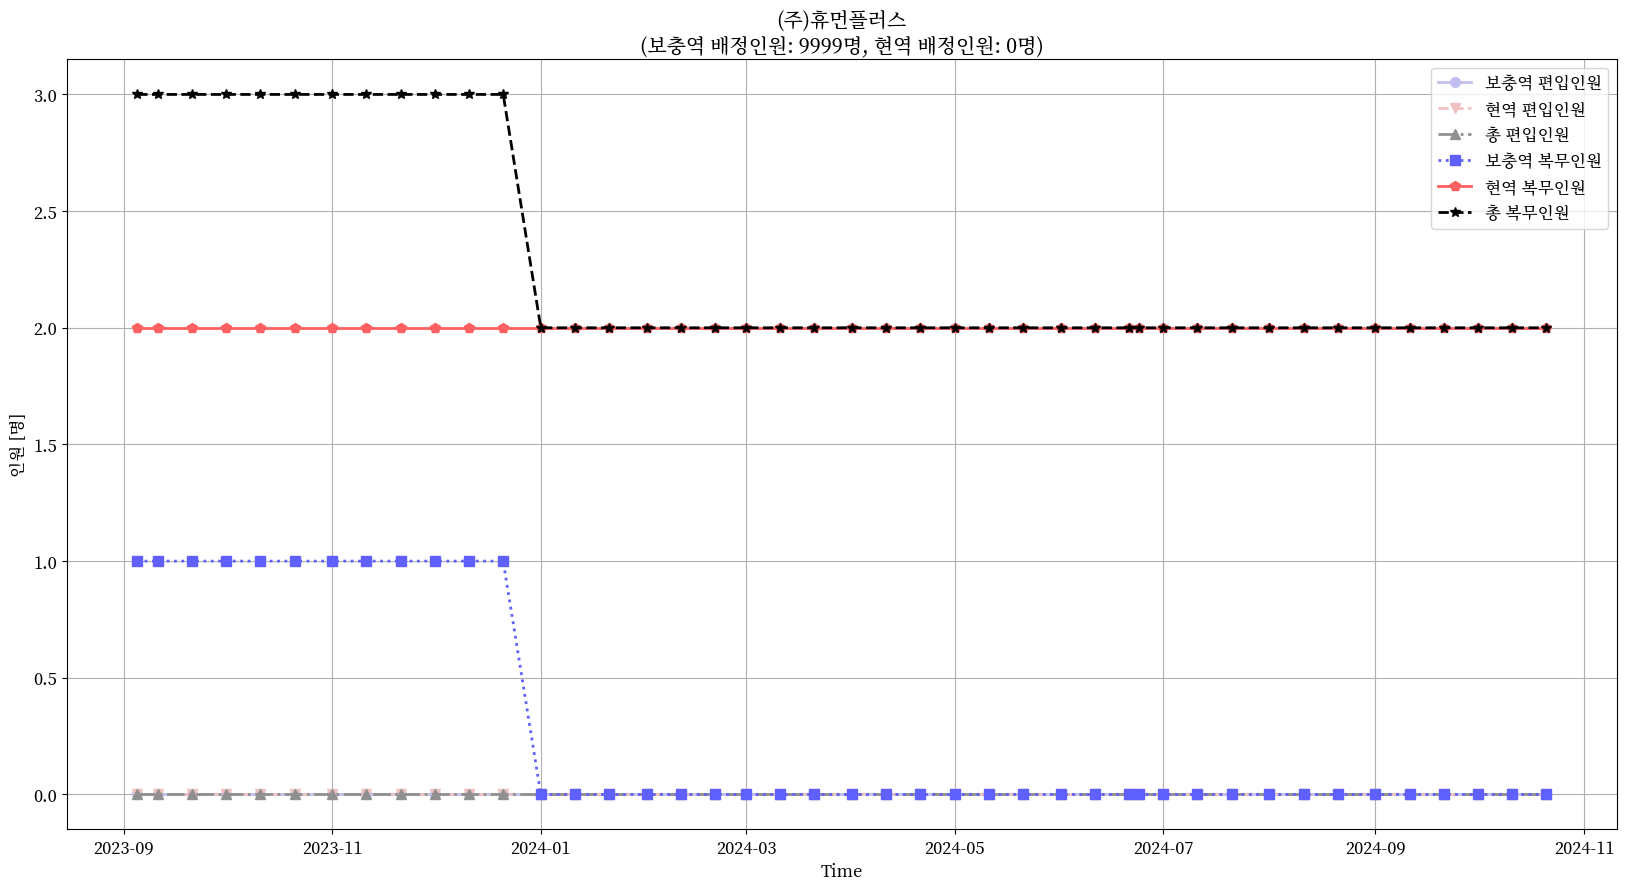 (주)휴먼플러스
(보충역 배정인원: 9999명, 현역 배정인원: 0명)
보충역 편입인원
현역 편입인원
총 편입인원
보충역 복무인원
현역 복무인원
총 복무인원
인원 [명]
3.0
2.5
2.0
1.5
1.0
0.5
0.0
2023-09
2023-11
2024-01
2024-03
2024-05
2024-07
2024-09
2024-11
Time